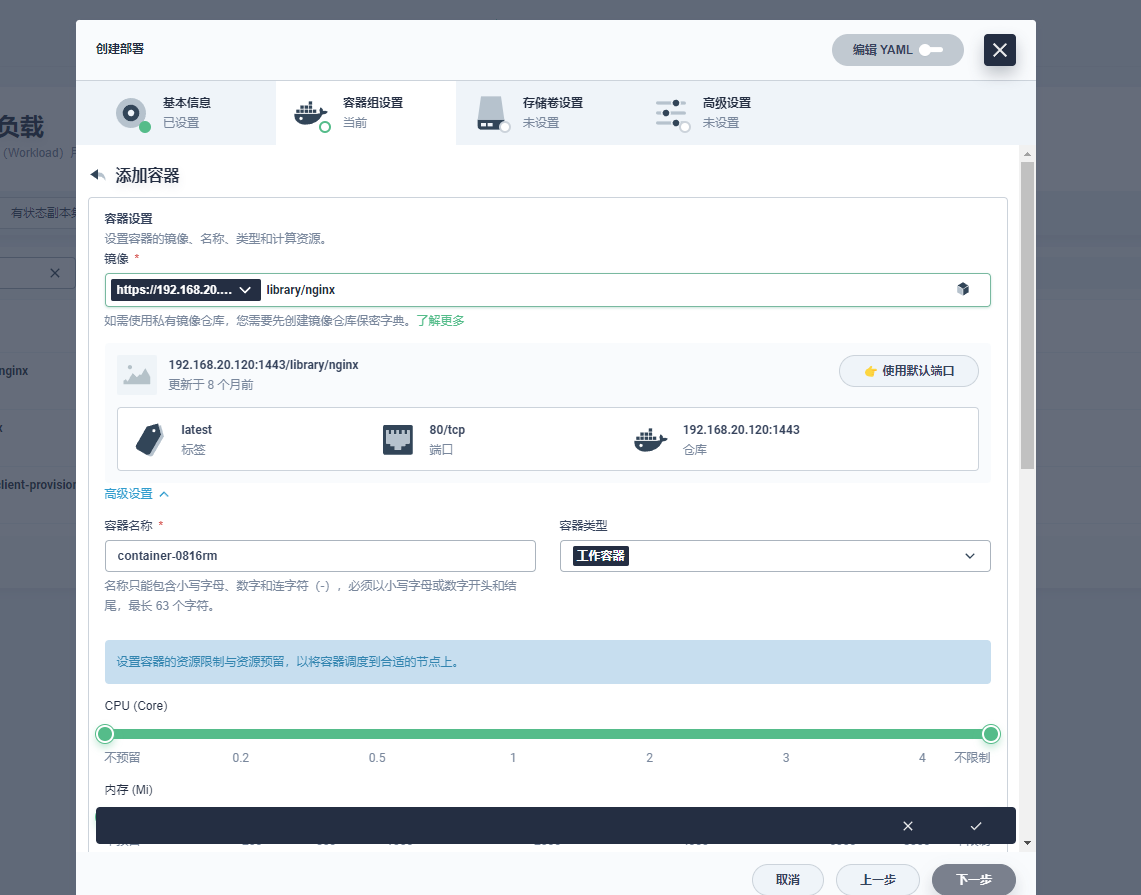 创建部署
编辑 YAML
基本信息
已设置
容器组设置
当前
存储卷设置
未设置
高级设置
未设置
负载
（Workload）
有状态副本
nginx
client-provision
添加容器
容器设置
设置容器的镜像、名称、类型和计算资源。
镜像 *
https://192.168.20.... library/nginx
如需使用私有镜像仓库，您需要先创建镜像仓库保密字典。了解更多
192.168.20.120:1443/library/nginx
更新于 8 个月前
👉 使用默认端口
latest
标签
80/tcp
端口
192.168.20.120:1443
仓库
高级设置
容器名称 *
容器类型
container-0816rm
工作容器
名称只能包含小写字母、数字和连字符（-），必须以小写字母或数字开头和结
尾，最长 63 个字符。
设置容器的资源限制与资源预留，以将容器调度到合适的节点上。
CPU (Core)
不预留 0.2 0.5 1 2 3 4 不限制
内存 (Mi)
取消
上一步
下一步